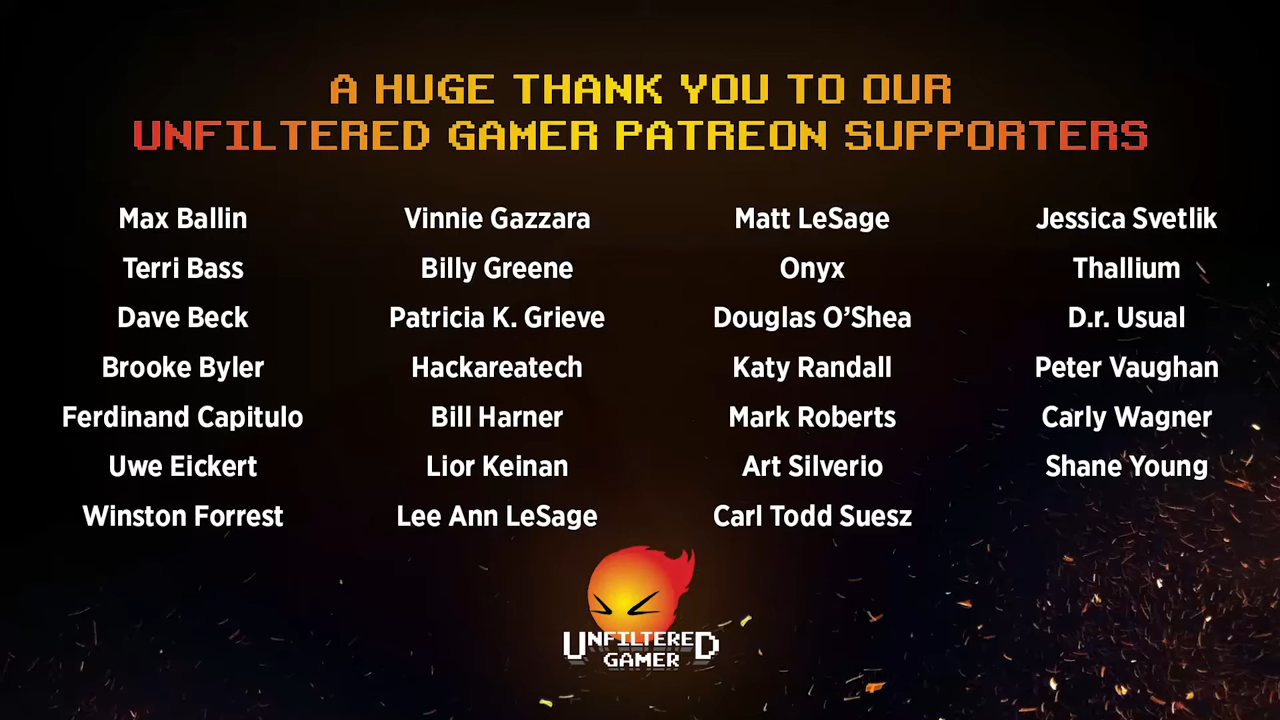 A HUGE THANK YOU TO OUR
UNFILTERED GAMER PATREON SUPPORTERS
Max Ballin
Terri Bass
Dave Beck
Brooke Byler
Ferdinand Capitulo
Uwe Eickert
Winston Forrest
Vinnie Gazzara
Billy Greene
Patricia K. Grieve
Hackareatech
Bill Harner
Lior Keinan
Lee Ann LeSage
Matt LeSage
Onyx
Douglas O’Shea
Katy Randall
Mark Roberts
Art Silverio
Carl Todd Suesz
Jessica Svetlik
Thallium
D.r. Usual
Peter Vaughan
Carly Wagner
Shane Young
UNFILTERED
GAMER